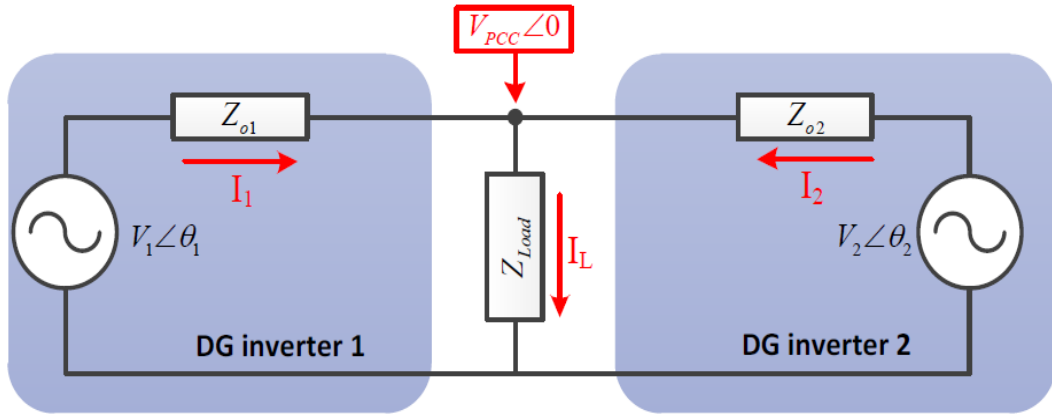 V_PCC∠0
Z_o1
Z_o2
I_1
I_2
V_1∠θ_1
Z_Load
I_L
V_2∠θ_2
DG inverter 1
DG inverter 2